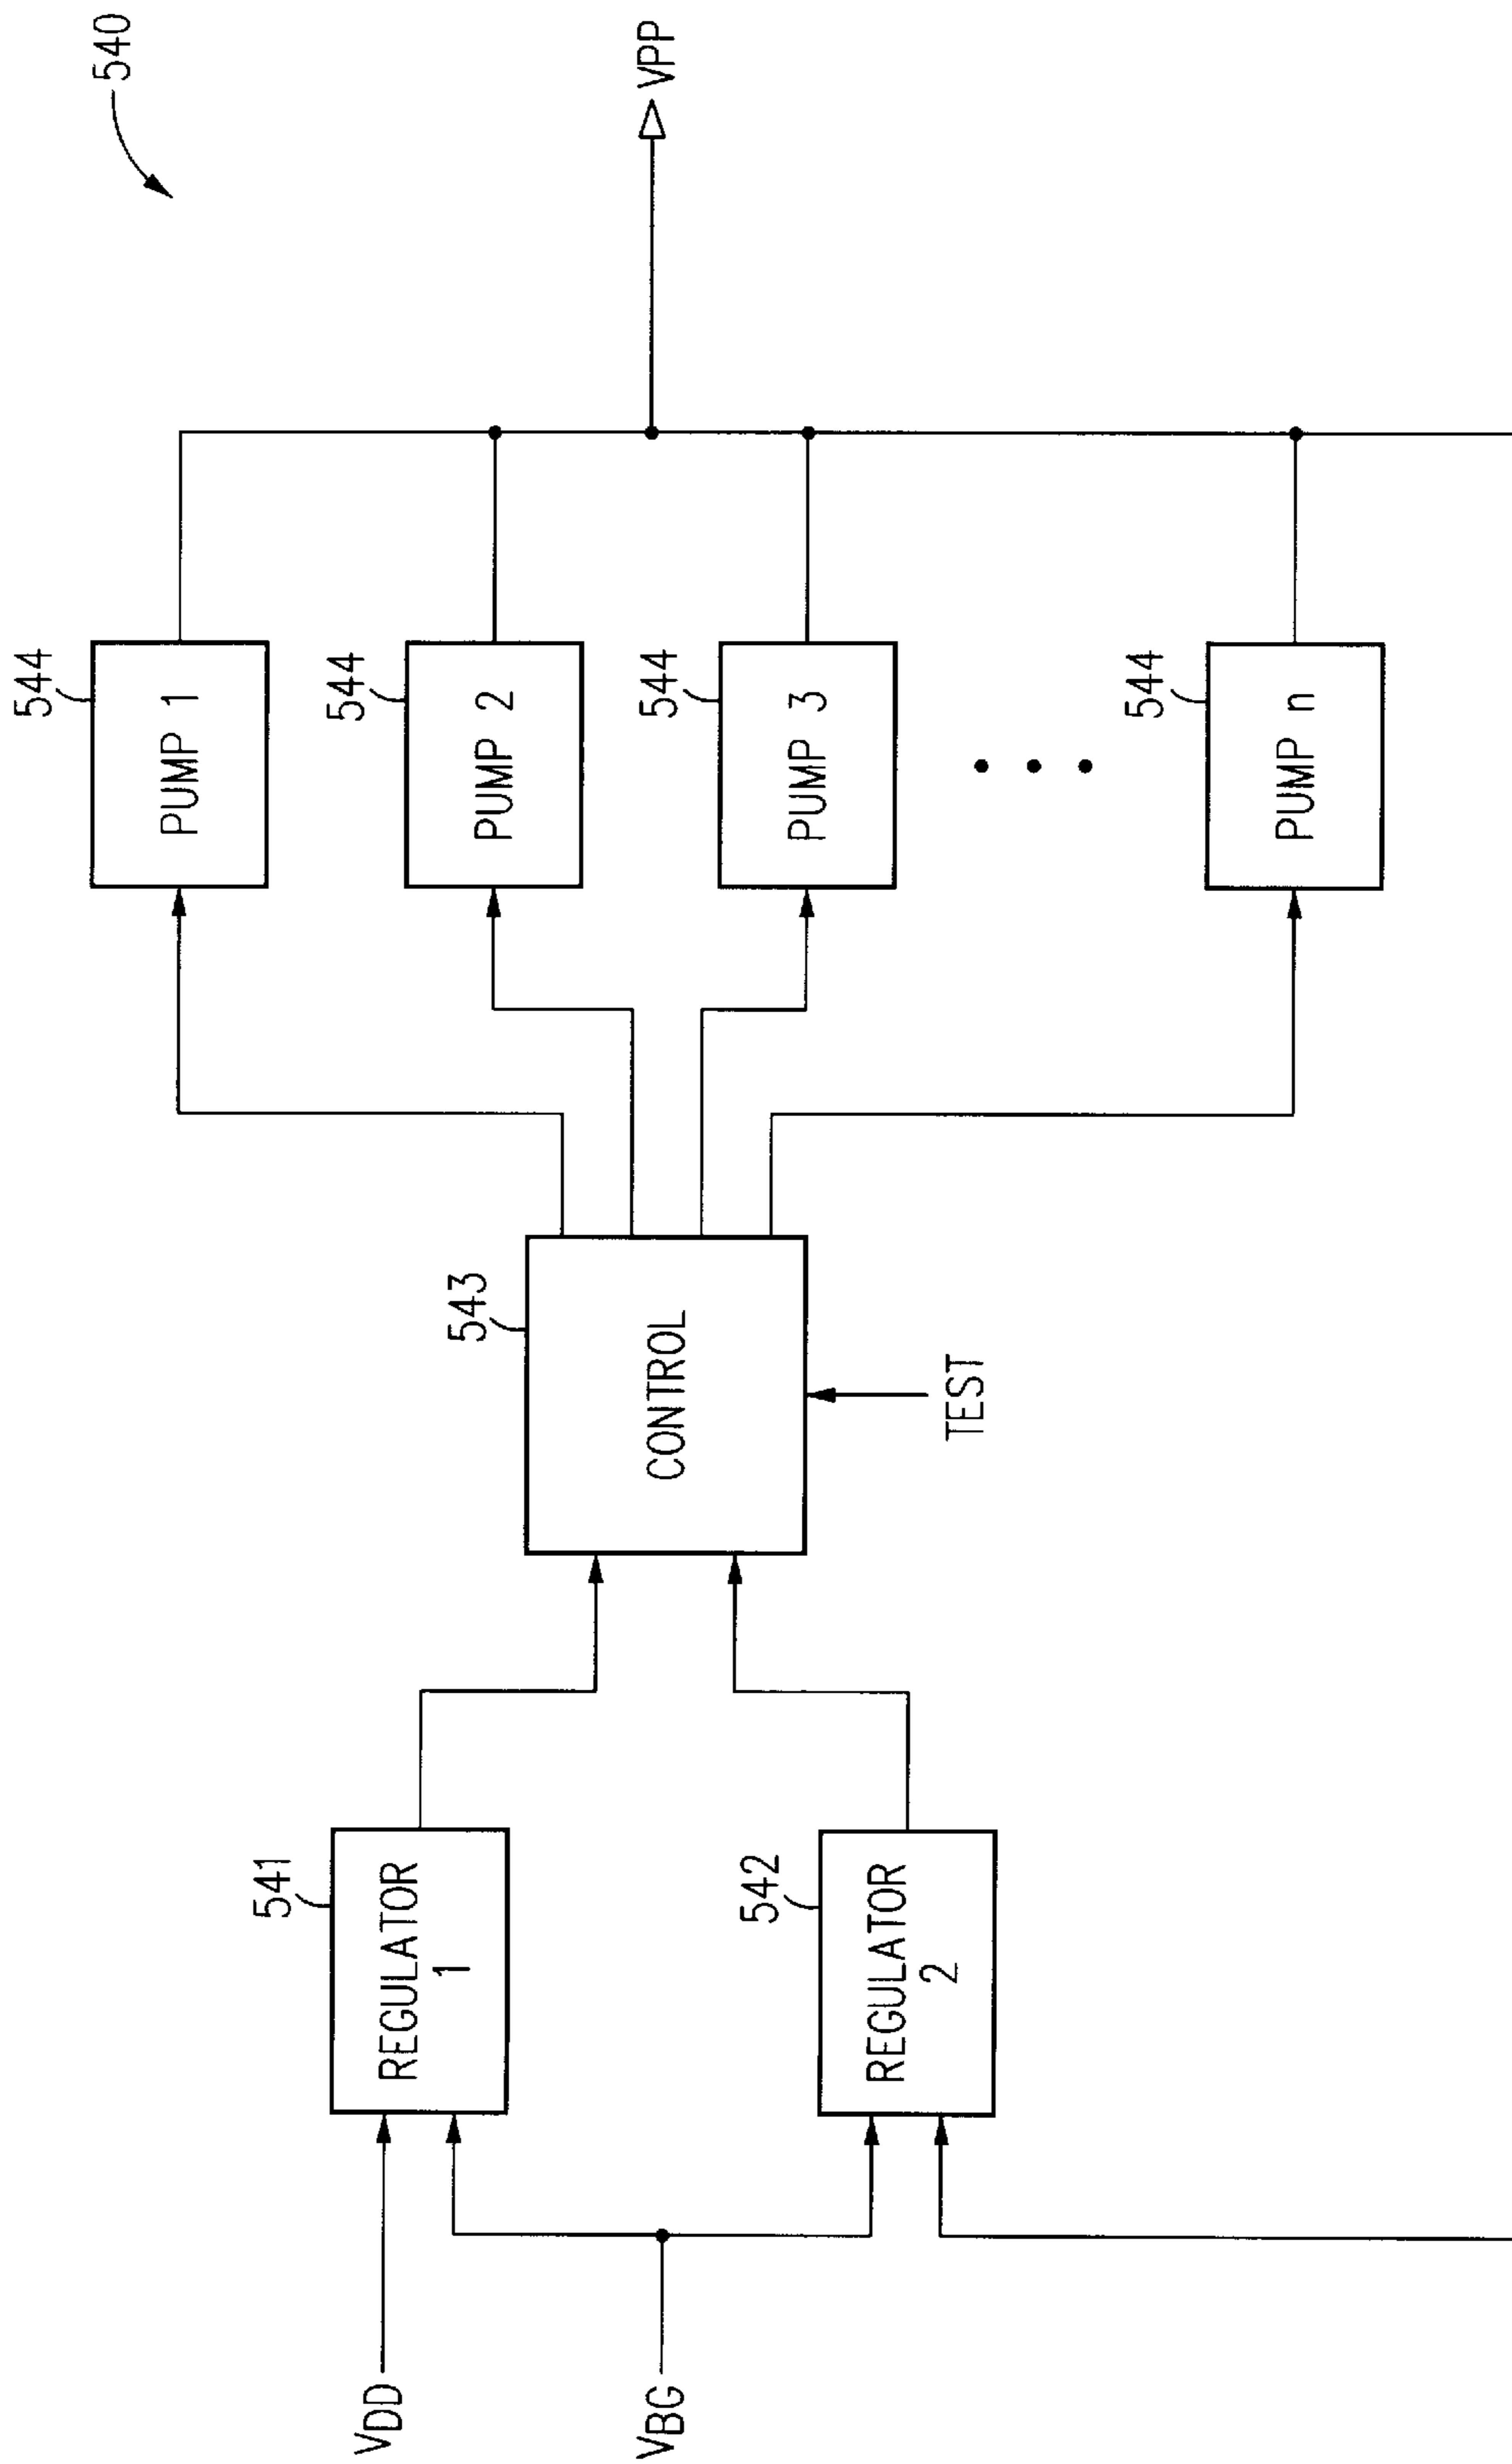 540
544
PUMP 1
544
PUMP 2
VPP
544
PUMP 3
544
PUMP n
543
CONTROL
TEST
541
REGULATOR
1
542
REGULATOR
2
VDD
VBG